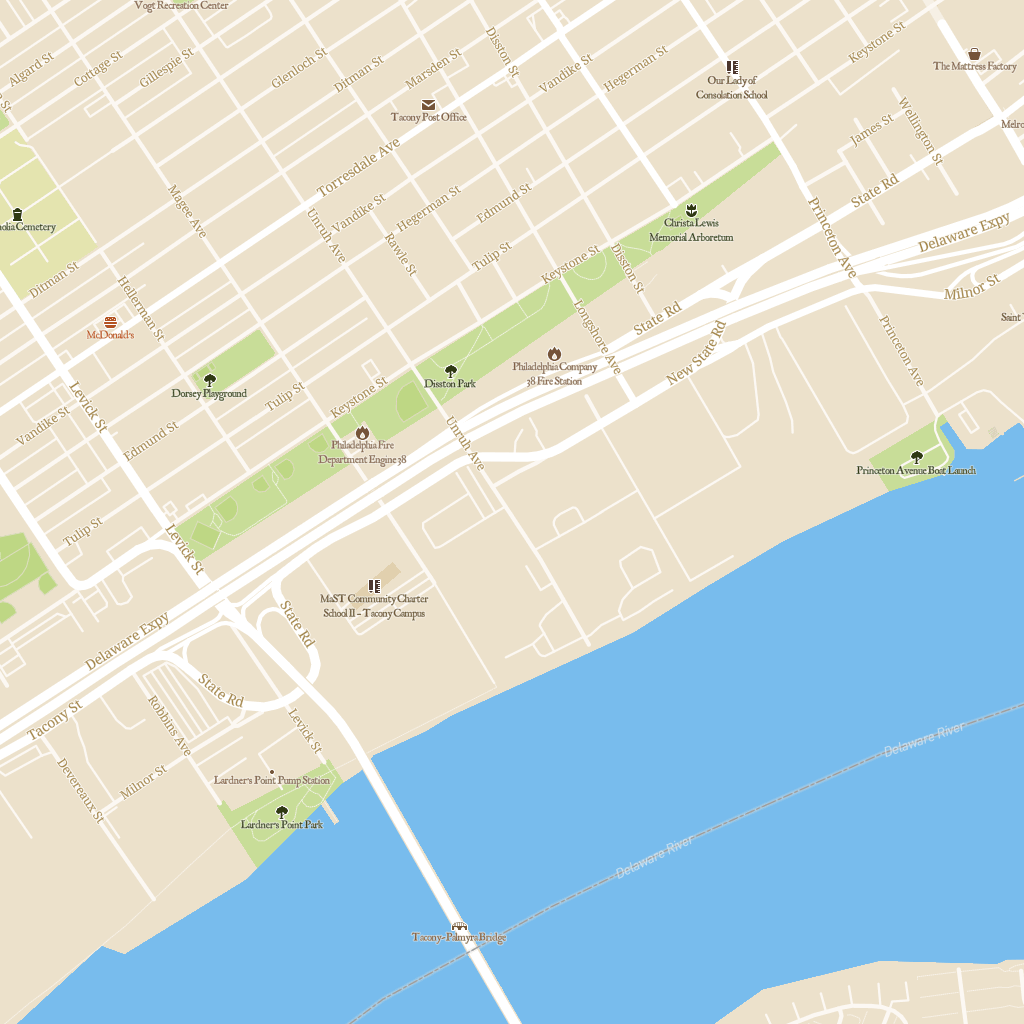 Vogt Recreation Center
Algard St
Cottage St
Gillespie St
Glenloch St
Ditman St
Marsden St
Disston St
Vandike St
Hegerman St
Keystone St
The Mattress Factory
Our Lady of
Consolation School
Tacony Post Office
Torresdale Ave
James St
Wellington St
State Rd
Magee Ave
Unruh Ave
Vandike St
Hegerman St
Edmund St
Rawle St
Tulip St
Keystone St
Disston St
Christa Lewis
Memorial Arboretum
Princeton Ave
Delaware Expy
Milnor St
Ditman St
Hellerman St
McDonald's
Dorsey Playground
State Rd
New State Rd
Longshore Ave
Philadelphia Company
38 Fire Station
Princeton Ave
Saint
Disston Park
Keystone St
Tulip St
Levick St
Vandike St
Edmund St
Philadelphia Fire
Department Engine 38
Unruh Ave
Princeton Avenue Boat Launch
Tulip St
Levick St
MaST Community Charter
School II - Tacony Campus
State Rd
Delaware Expy
State Rd
Tacony St
Robbins Ave
Levick St
Devereaux St
Milnor St
Lardner's Point Pump Station
Lardner's Point Park
Delaware River
Delaware River
Tacony-Palmyra Bridge